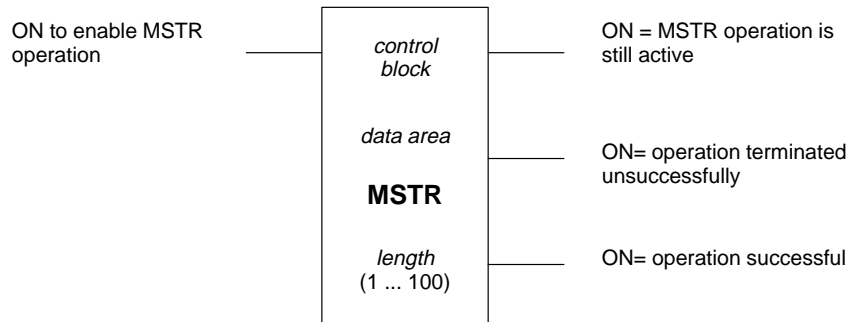 ON to enable MSTR
operation
control
block
ON = MSTR operation is
still active
data area
ON= operation terminated
unsuccessfully
MSTR
length
(1 ... 100)
ON= operation successful